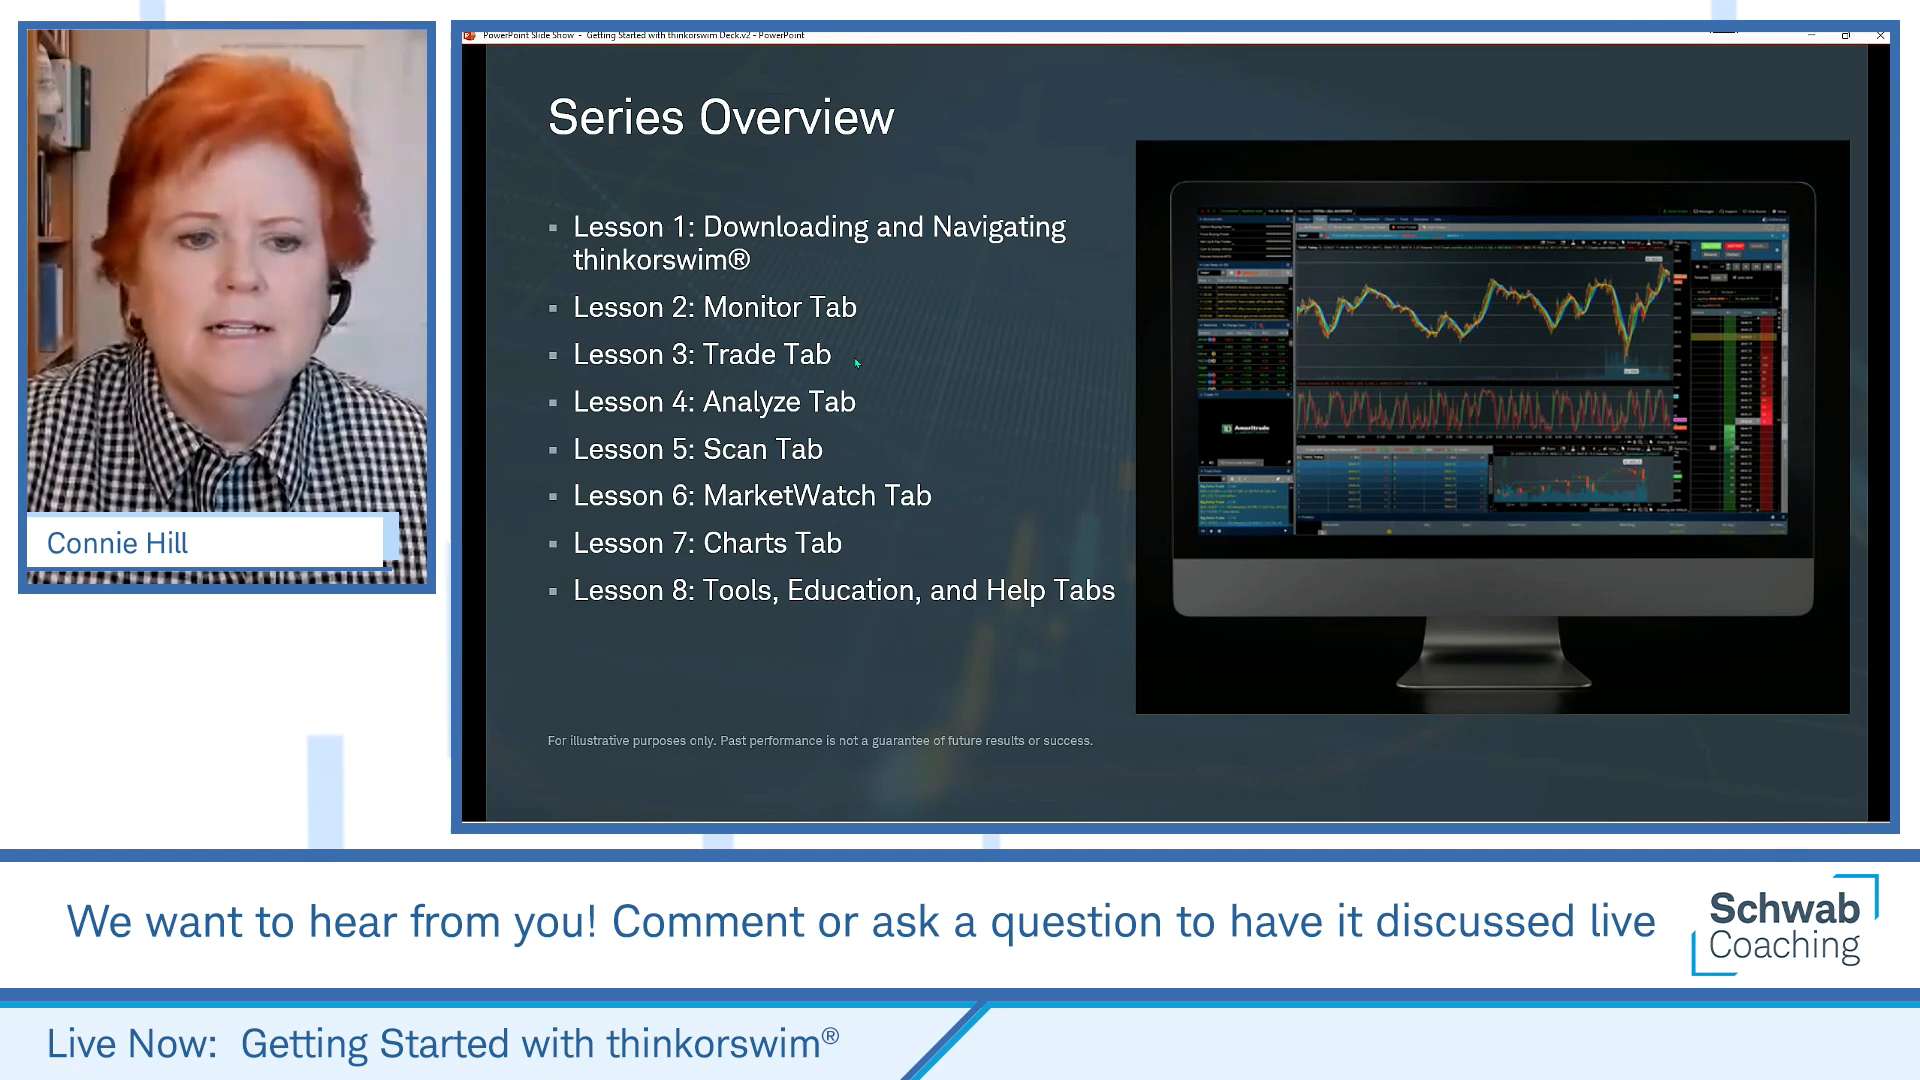 PowerPoint Slide Show - Getting Started with thinkorswim Deck.v2 - PowerPoint
Series Overview
Lesson 1: Downloading and Navigating
thinkorswim®
Lesson 2: Monitor Tab
Lesson 3: Trade Tab
Lesson 4: Analyze Tab
Lesson 5: Scan Tab
Lesson 6: MarketWatch Tab
Lesson 7: Charts Tab
Lesson 8: Tools, Education, and Help Tabs
Ameritrade
For illustrative purposes only. Past performance is not a guarantee of future results or success.
Connie Hill
We want to hear from you! Comment or ask a question to have it discussed live
Schwab
Coaching
Live Now: Getting Started with thinkorswim®